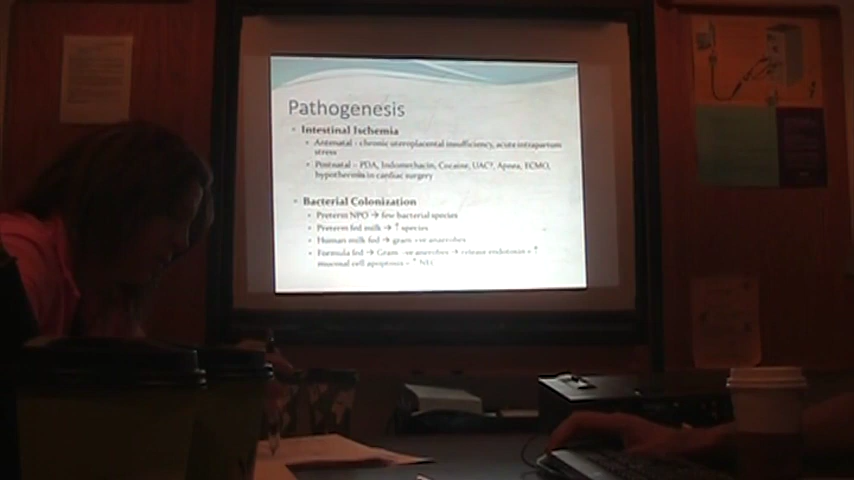 Pathogenesis
• Intestinal Ischemia
• Antenatal - chronic uteroplacental insufficiency, acute intrapartum
stress
• Postnatal – PDA, Indomethacin, Cocaine, UAC?, Apnea, ECMO,
hypothermia in cardiac surgery
• Bacterial Colonization
• Preterm NPO → few bacterial species
• Preterm fed milk → ↑ species
• Human milk fed → gram +ve anaerobes
• Formula fed → Gram -ve anaerobes → release endotoxin + ↑
mucosal cell apoptosis = ↑ NEC